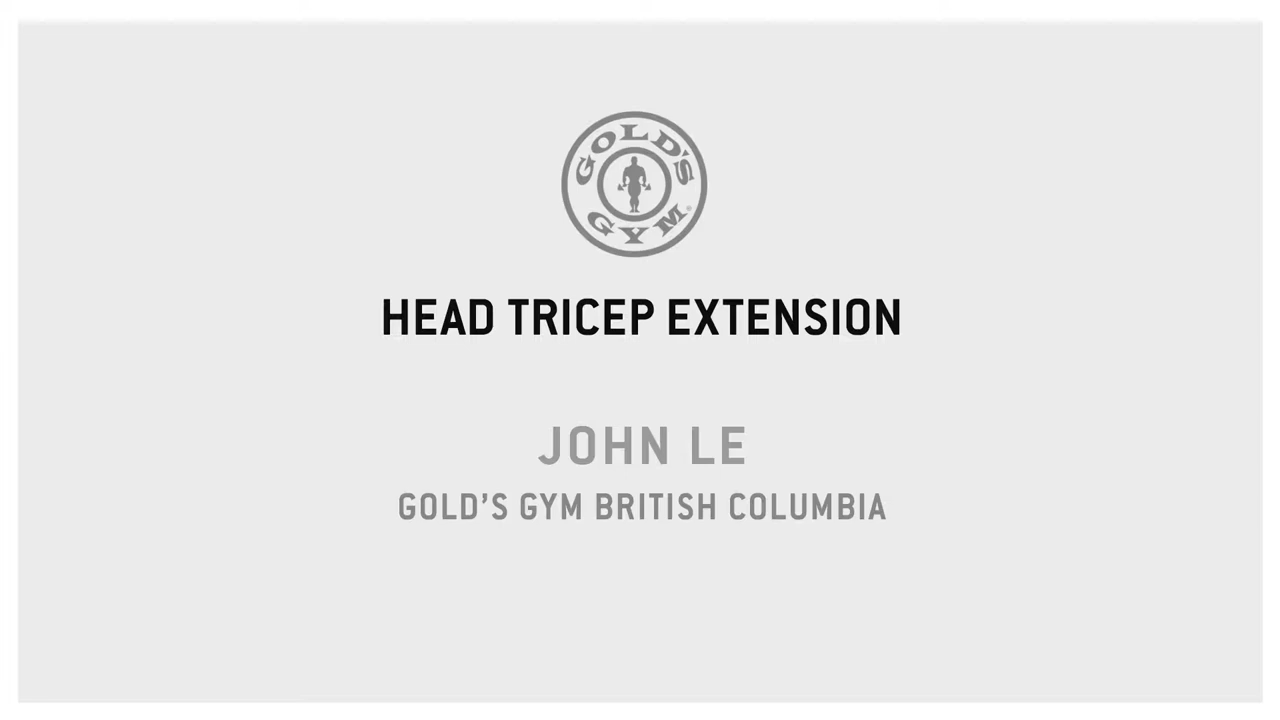 GOLD'S
GYM®
HEAD TRICEP EXTENSION
JOHN LE
GOLD'S GYM BRITISH COLUMBIA